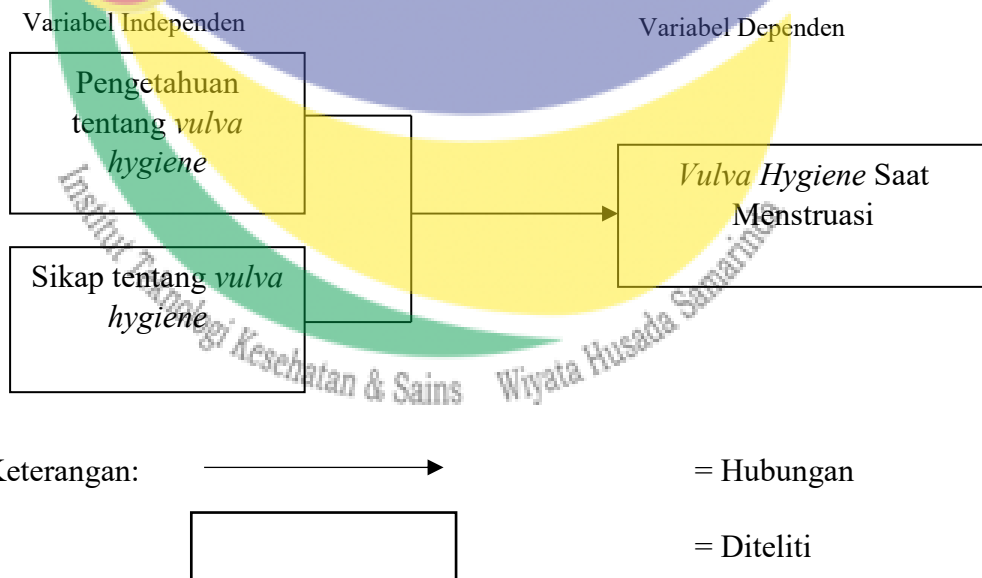 Variabel Independen
Variabel Dependen
Pengetahuan
tentang vulva
hygiene
Sikap tentang vulva
hygiene
Vulva Hygiene Saat
Menstruasi
Institut Teknologi Kesehatan & Sains Wiyata Husada Samarinda
Keterangan:
= Hubungan
= Diteliti